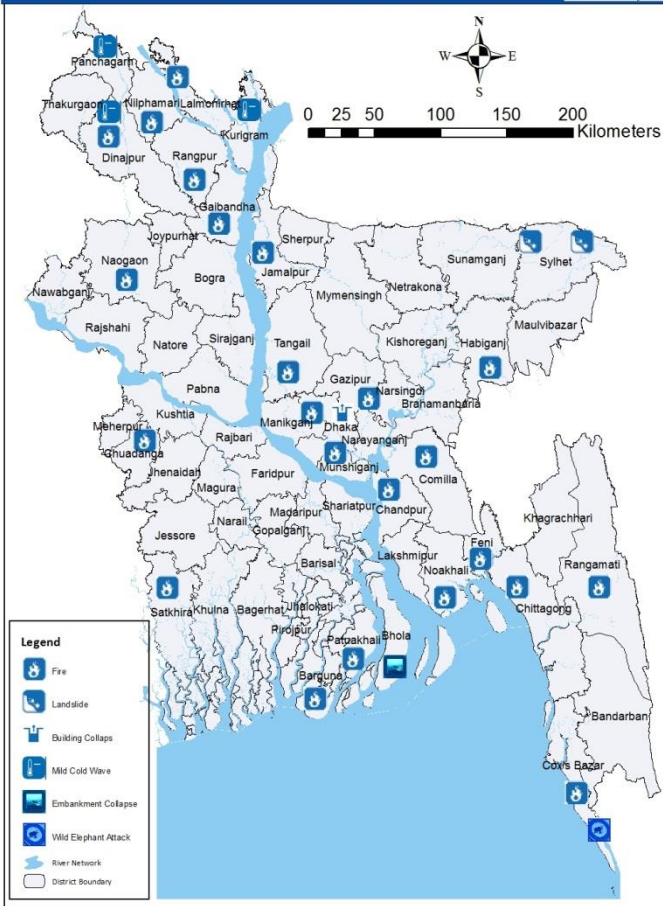 N
W E
S
0 25 50 100 150 200
Kilometers
Panchagarh
Thakurgaon
Nilphamari
Lalmonirhat
Kurigram
Dinajpur
Rangpur
Gaibandha
Joypurhat
Sherpur
Naogaon
Jamalpur
Sunamganj
Sylhet
Bogra
Netrakona
Nawabganj
Mymensingh
Rajshahi
Maulvibazar
Natore
Sirajganj
Tangail
Kishoreganj
Habiganj
Gazipur
Pabna
Narsingdi
Brahamanbaria
Kushtia
Manikganj
Dhaka
Meherpur
Rajbari
Narayanganj
Chuadanga
Munshiganj
Comilla
Jhenaidah
Faridpur
Magura
Shariatpur
Chandpur
Madaripur
Khagrachhari
Narail
Gopalganj
Jessore
Feni
Lakshmipur
Barisal
Noakhali
Rangamati
Satkhira
Khulna
Bagerhat
Jhalokati
Chittagong
Pirojpur
Patuakhali
Bhola
Barguna
Bandarban
Cox's Bazar
Legend
Fire
Landslide
Building Collaps
Mild Cold Wave
Embankment Collapse
Wild Elephant Attack
River Network
District Boundary